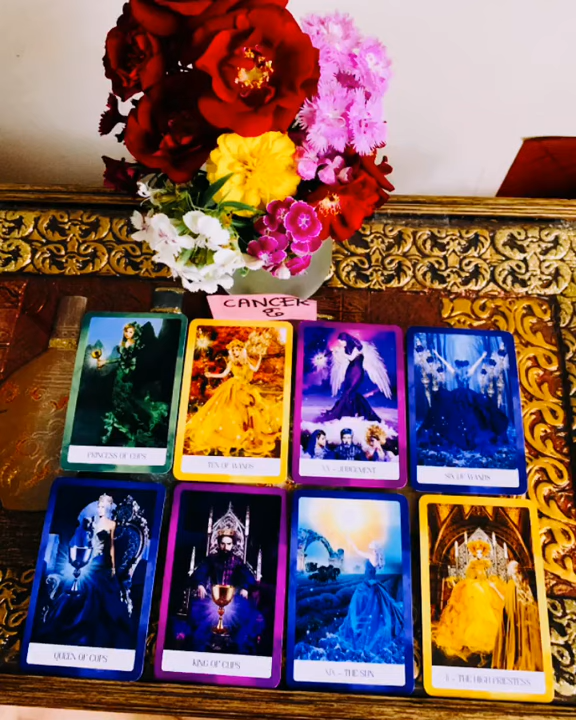 CANCER
PRINCESS OF CUPS
TEN OF WANDS
XX - JUDGEMENT
SIX OF WANDS
QUEEN OF CUPS
KING OF CUPS
XIX - THE SUN
II - THE HIGH PRIESTESS